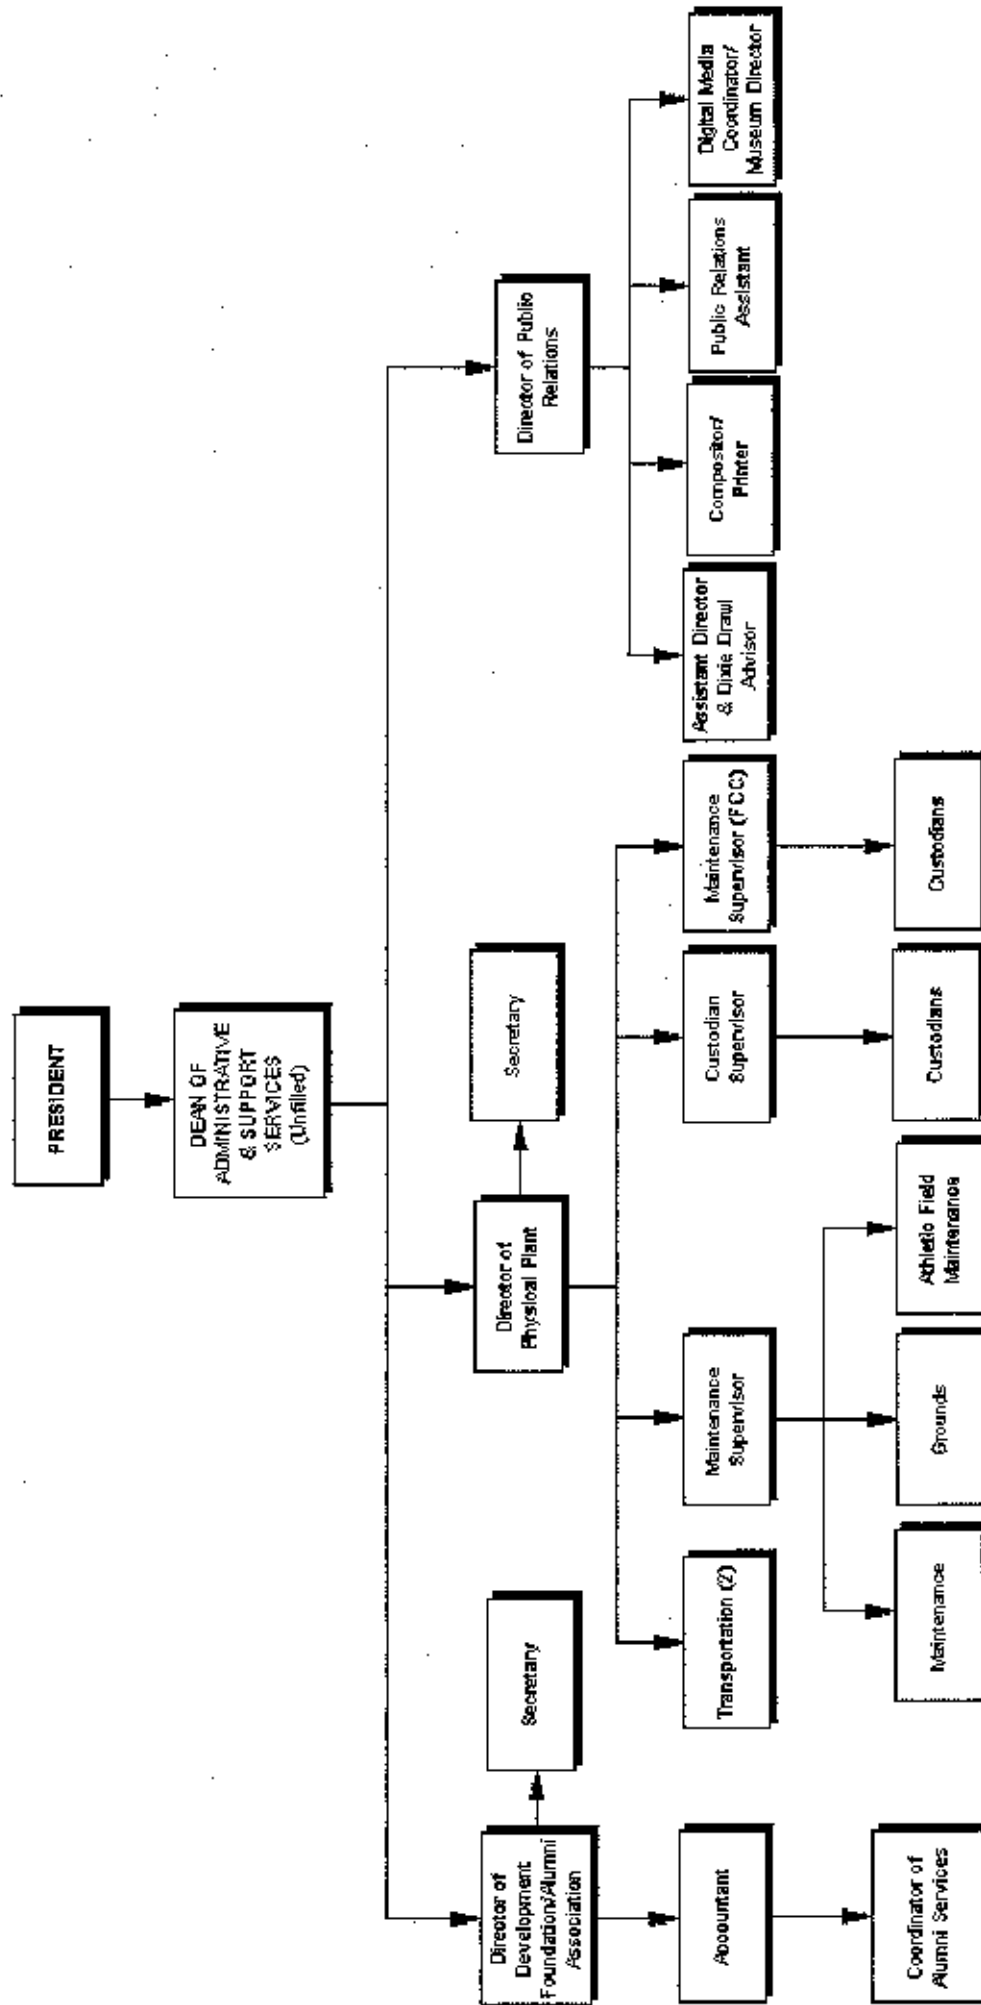 PRESIDENT
DEAN OF
ADMINISTRATIVE
& SUPPORT
SERVICES
(Unfilled)
Director of
Development
Foundation/Alumni
Association
Secretary
Director of
Physical Plant
Secretary
Director of Public
Relations
Accountant
Transportation (2)
Maintenance
Supervisor
Custodian
Supervisor
Maintenance
Supervisor (FCC)
Assistant Director
& Dixie Drawl
Advisor
Compositor/
Printer
Public Relations
Assistant
Digital Media
Coordinator/
Museum Director
Coordinator of
Alumni Services
Maintenance
Grounds
Athletic Field
Maintenance
Custodians
Custodians